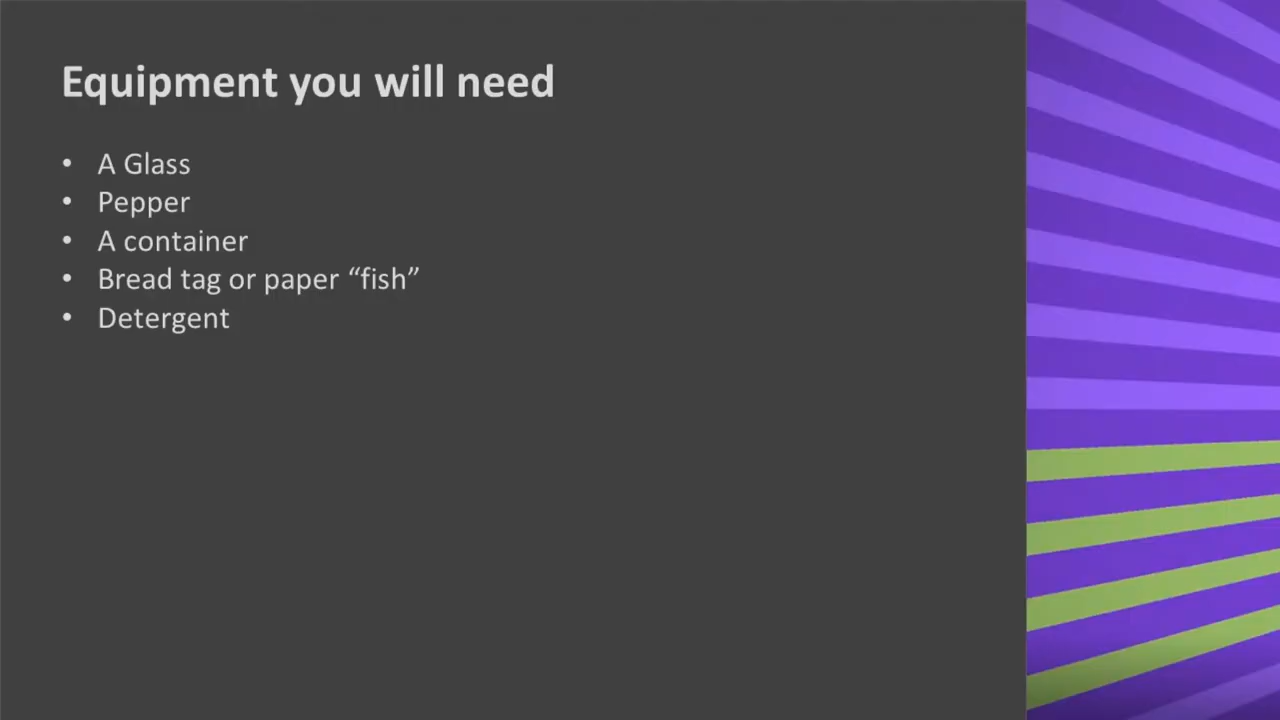 Equipment you will need
• A Glass
• Pepper
• A container
• Bread tag or paper “fish”
• Detergent